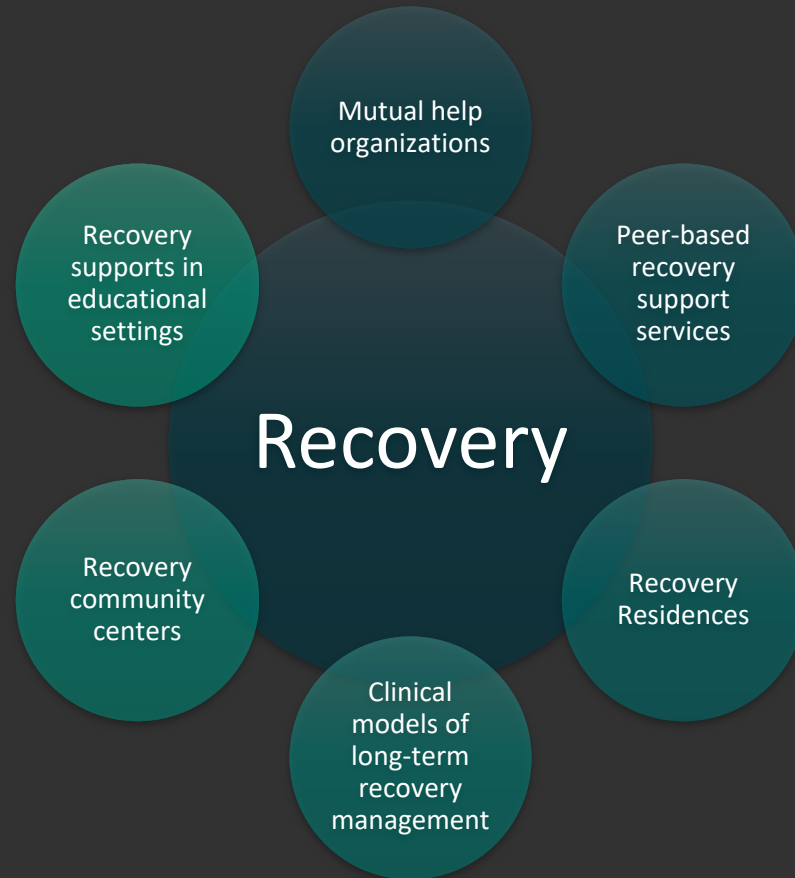 Mutual help
organizations
Peer-based
recovery
support
services
Recovery
Residences
Clinical
models of
long-term
recovery
management
Recovery
community
centers
Recovery
supports in
educational
settings
Recovery